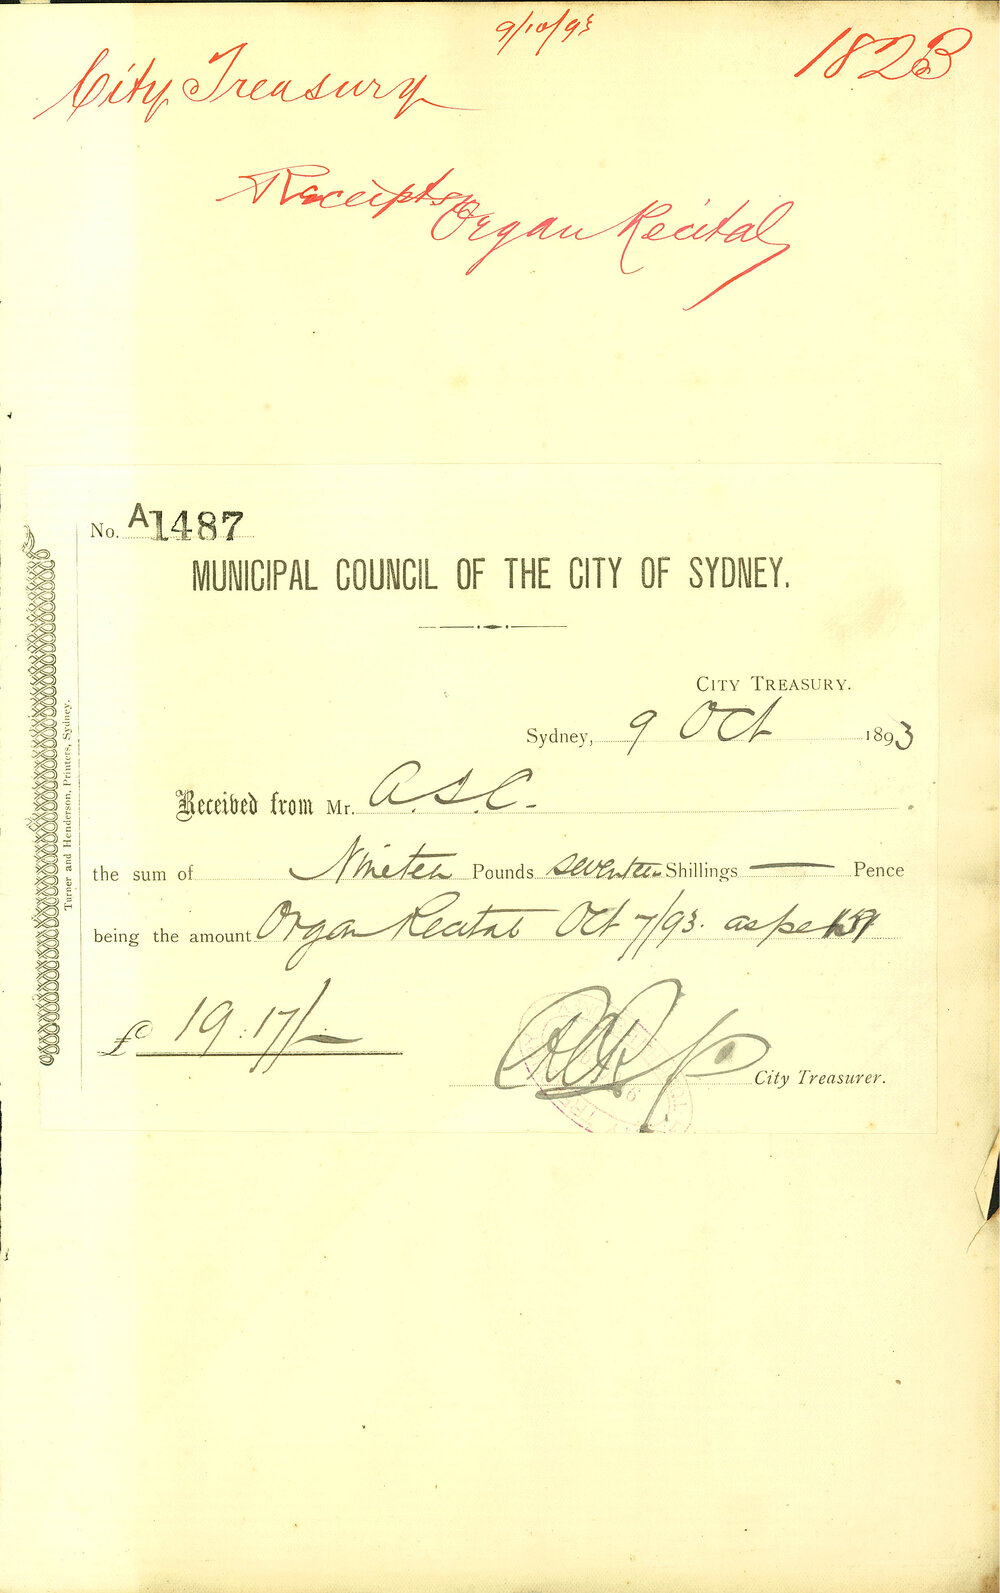 9/10/93
1823
City Treasury
Receipts Organ Recital
No. A1487
MUNICIPAL COUNCIL OF THE CITY OF SYDNEY.
CITY TREASURY.
Sydney, 9 Oct 1893
Received from Mr. A.S.C.
the sum of Nineteen Pounds seventeen Shillings — Pence
being the amount Organ Recital Oct 7/93. as per
£ 19:17/-
City Treasurer.
Turner and Henderson, Printers, Sydney.